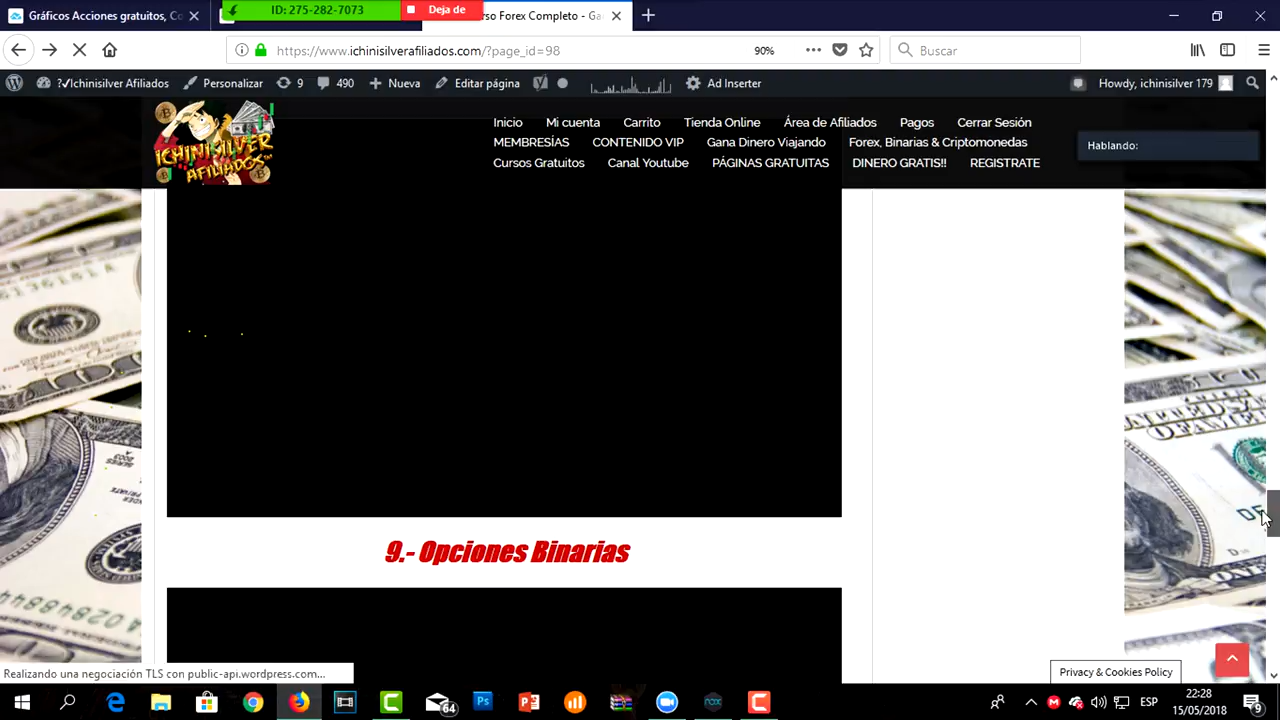 Gráficos Acciones gratuitos, Co
ID: 275-282-7073
Deja de
rso Forex Completo - Ga
https://www.ichinisilverafiliados.com/?page_id=98
90%
Buscar
?✓Ichinisilver Afiliados
Personalizar
9
490
Nueva
Editar página
Ad Inserter
Howdy, ichinisilver 179
ICHINISILVER
AFILIADOS
Inicio
Mi cuenta
Carrito
Tienda Online
Área de Afiliados
Pagos
Cerrar Sesión
MEMBRESÍAS
CONTENIDO VIP
Gana Dinero Viajando
Forex, Binarias & Criptomonedas
Cursos Gratuitos
Canal Youtube
PÁGINAS GRATUITAS
DINERO GRATIS!!
REGISTRATE
Hablando:
9.- Opciones Binarias
Realizando una negociación TLS con public-api.wordpress.com...
Privacy & Cookies Policy
64
ESP
22:28
15/05/2018
9